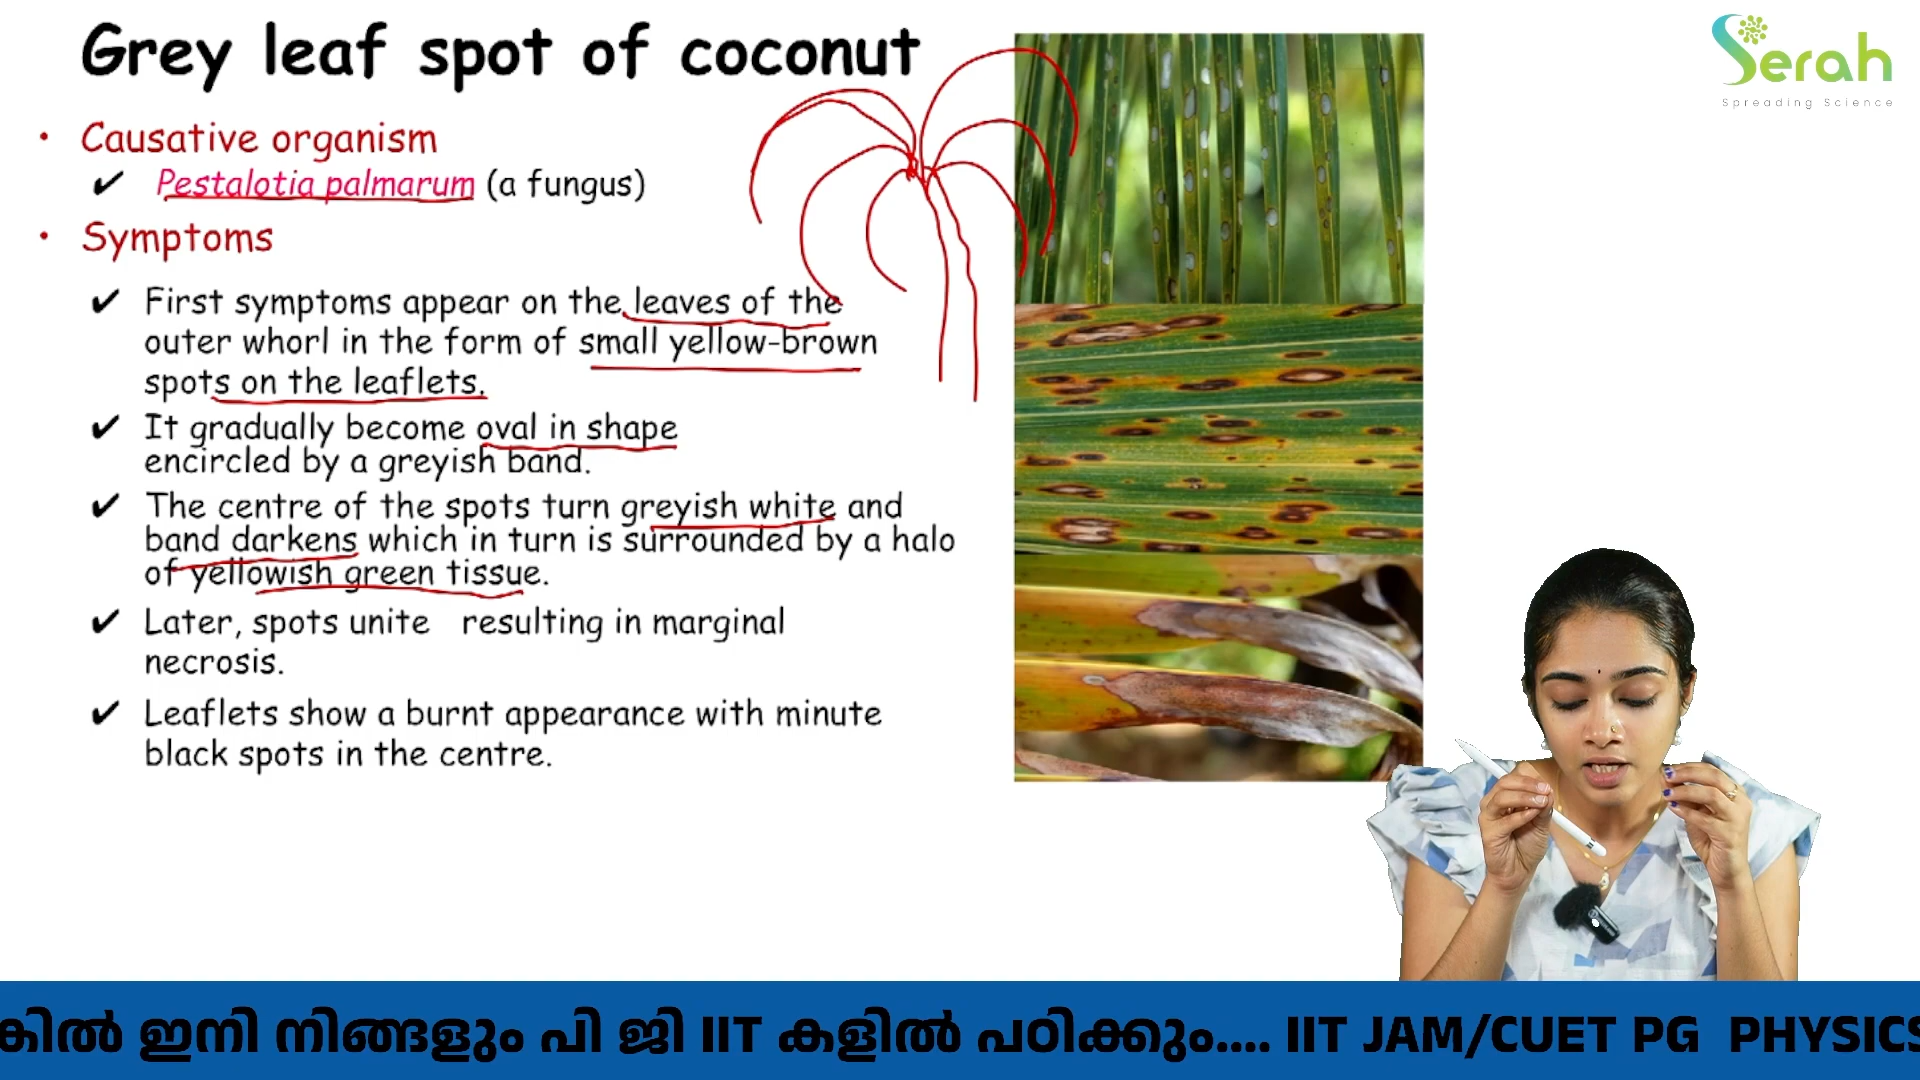 Grey leaf spot of coconut
Serah
Spreading Science
• Causative organism
✔ Pestalotia palmarum (a fungus)
• Symptoms
✔ First symptoms appear on the leaves of the
outer whorl in the form of small yellow-brown
spots on the leaflets.
✔ It gradually become oval in shape
encircled by a greyish band.
✔ The centre of the spots turn greyish white and
band darkens which in turn is surrounded by a halo
of yellowish green tissue.
✔ Later, spots unite resulting in marginal
necrosis.
✔ Leaflets show a burnt appearance with minute
black spots in the centre.
കിൽ ഇനി നിങ്ങളും പി ജി IIT കളിൽ പഠിക്കും.... IIT JAM/CUET PG PHYSICS